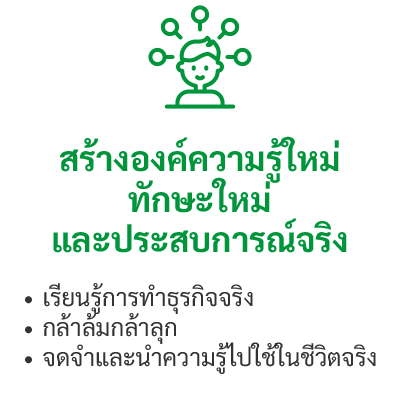 สร้างองค์ความรู้ใหม่
ทักษะใหม่
และประสบการณ์จริง
• เรียนรู้การทำธุรกิจจริง
• กล้าล้มกล้าลุก
• จดจำและนำความรู้ไปใช้ในชีวิตจริง